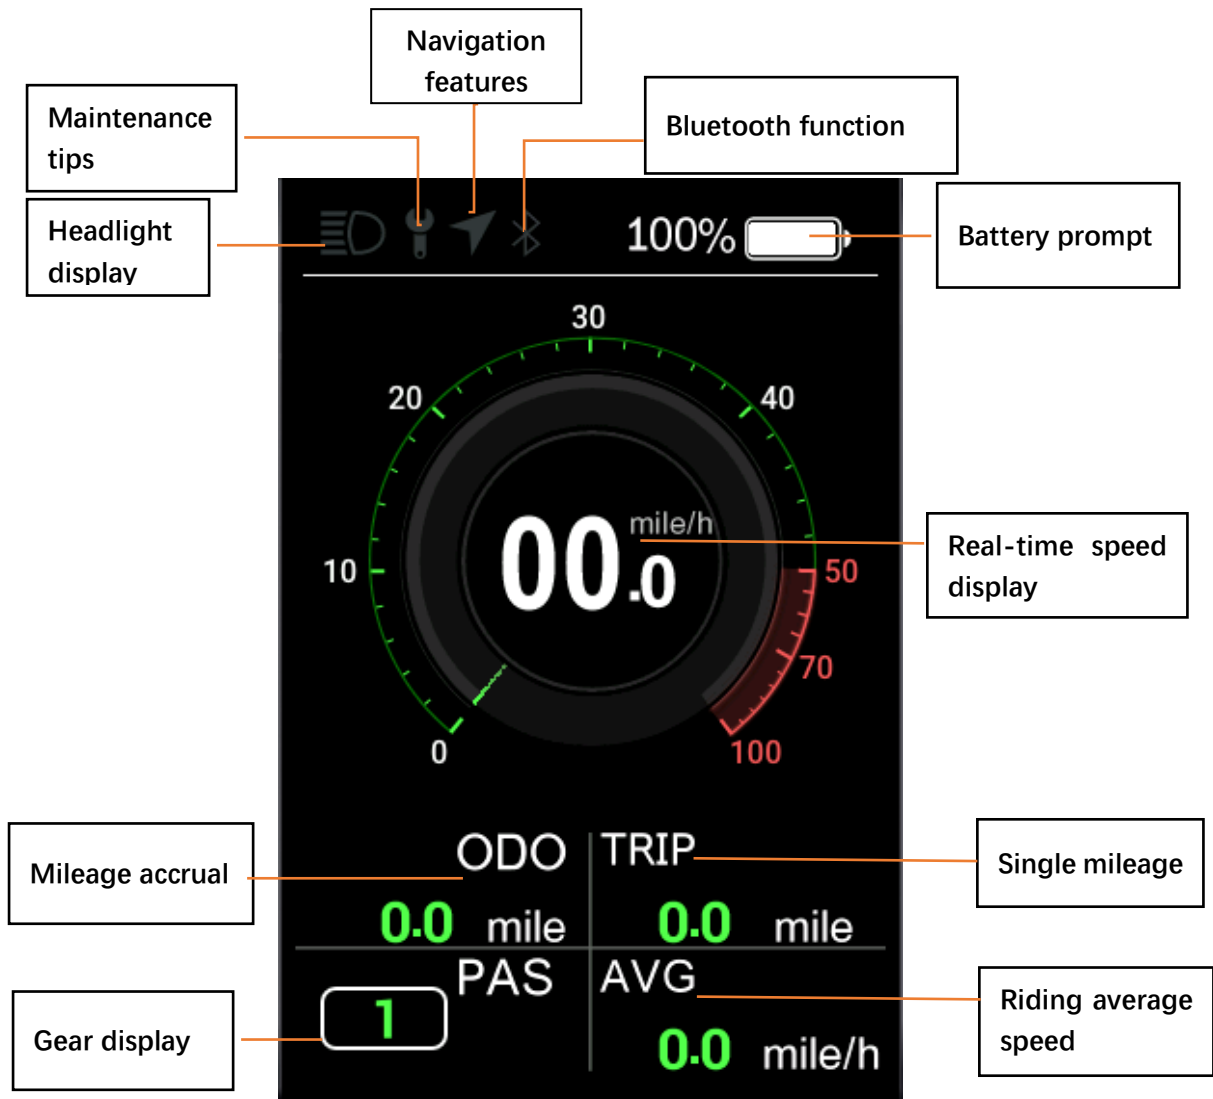 Navigation
features
Maintenance
tips
Bluetooth function
Headlight
display
100%
Battery prompt
30
20
40
mile/h
00.0
Real-time speed
display
10
50
70
0
100
ODO
TRIP
Mileage accrual
Single mileage
0.0 mile
0.0 mile
PAS
AVG
1
Gear display
Riding average
speed
0.0 mile/h